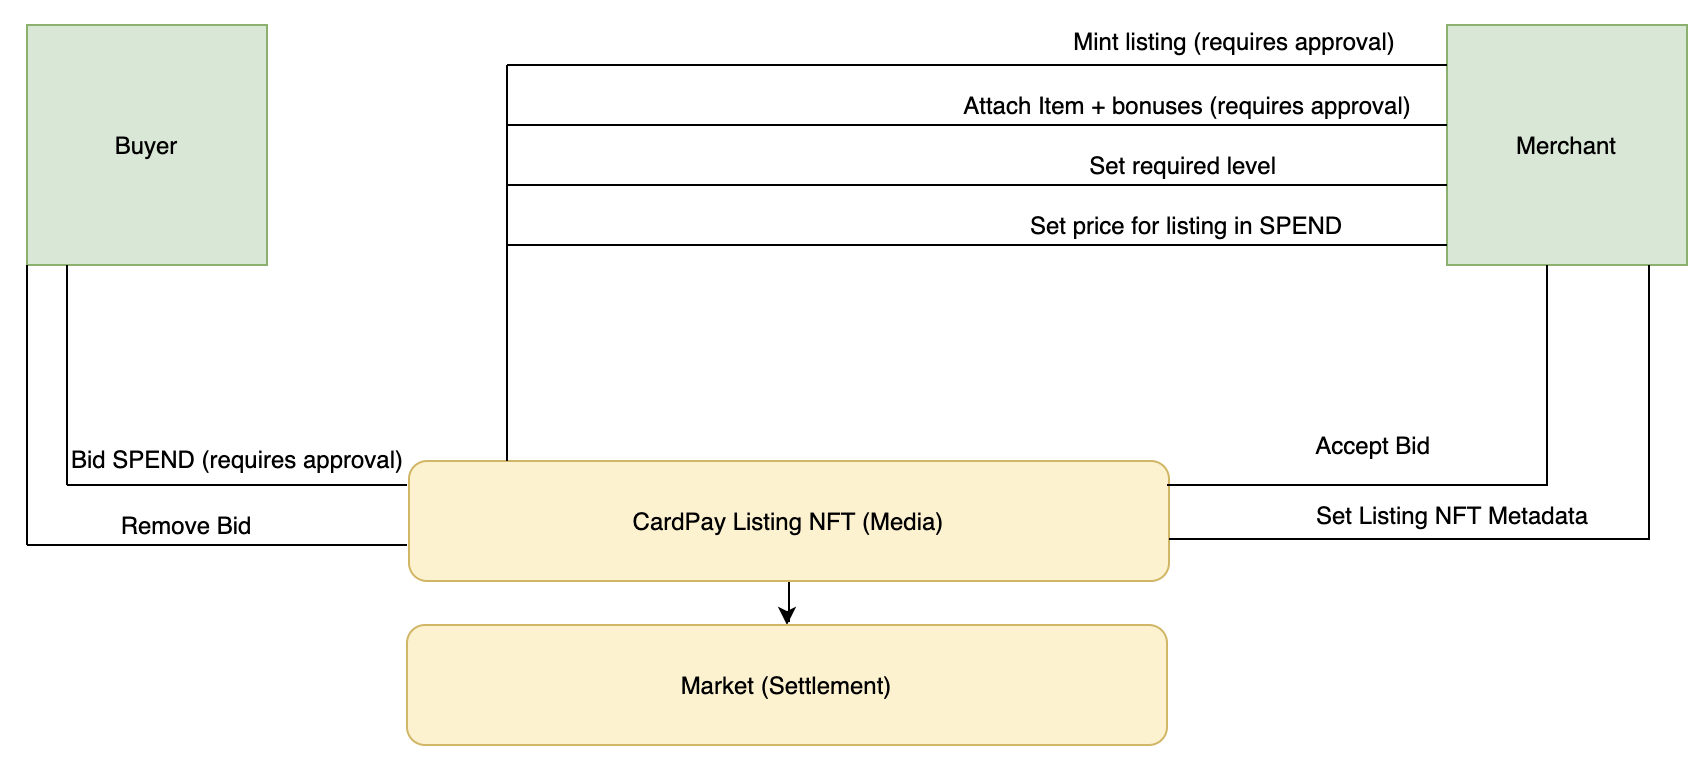 Mint listing (requires approval)
Attach Item + bonuses (requires approval)
Buyer
Merchant
Set required level
Set price for listing in SPEND
Accept Bid
Bid SPEND (requires approval)
Set Listing NFT Metadata
CardPay Listing NFT (Media)
Remove Bid
Market (Settlement)